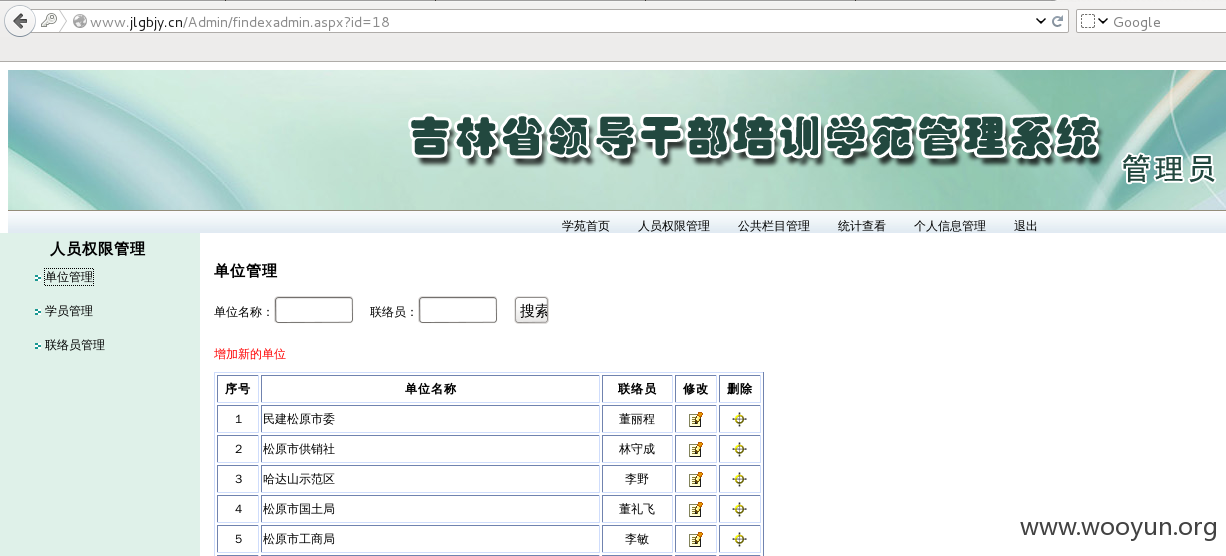 www.jlgbjy.cn/Admin/findexadmin.aspx?id=18
Google
吉林省领导干部培训学苑管理系统
管理员
学苑首页 人员权限管理 公共栏目管理 统计查看 个人信息管理 退出
人员权限管理
单位管理
学员管理
联络员管理
单位管理
单位名称： 联络员： 搜索
增加新的单位
序号 单位名称 联络员 修改 删除
1 民建松原市委 董丽程
2 松原市供销社 林守成
3 哈达山示范区 李野
4 松原市国土局 董礼飞
5 松原市工商局 李敏
www.wooyun.org